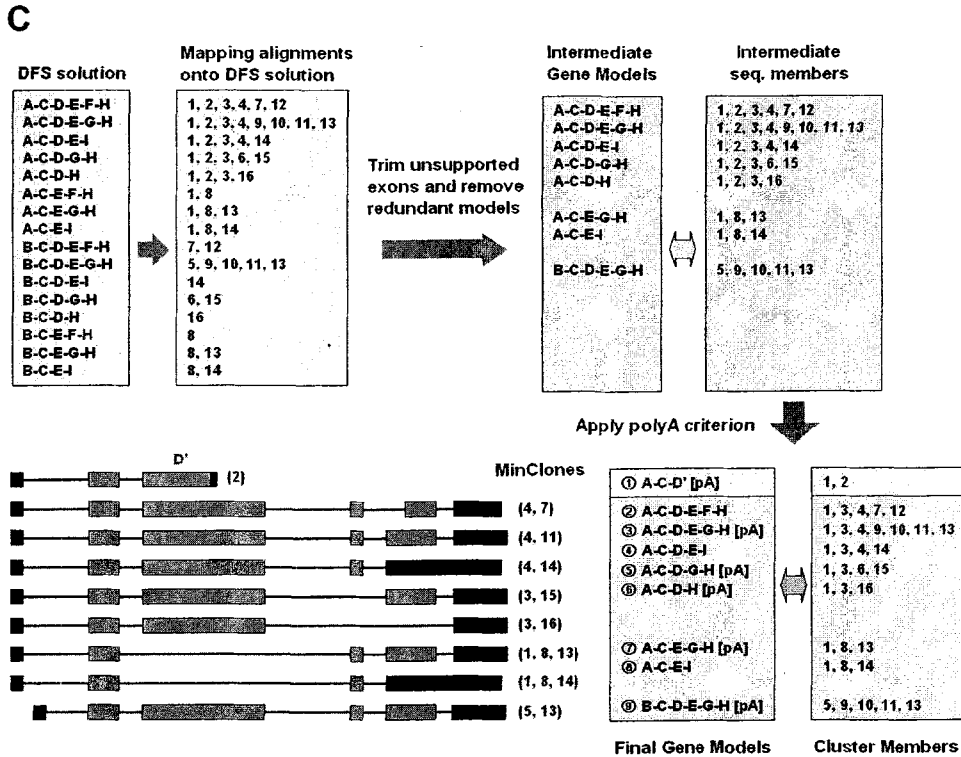 C
DFS solution
A-C-D-E-F-H
A-C-D-E-G-H
A-C-D-E-I
A-C-D-G-H
A-C-D-H
A-C-E-F-H
A-C-E-G-H
A-C-E-I
B-C-D-E-F-H
B-C-D-E-G-H
B-C-D-E-I
B-C-D-G-H
B-C-D-H
B-C-E-F-H
B-C-E-G-H
B-C-E-I
Mapping alignments
onto DFS solution
1, 2, 3, 4, 7, 12
1, 2, 3, 4, 9, 10, 11, 13
1, 2, 3, 4, 14
1, 2, 3, 6, 15
1, 2, 3, 16
1, 8
1, 8, 13
1, 8, 14
7, 12
5, 9, 10, 11, 13
14
6, 15
16
8
8, 13
8, 14
Trim unsupported
exons and remove
redundant models
Intermediate
Gene Models
A-C-D-E-F-H
A-C-D-E-G-H
A-C-D-E-I
A-C-D-G-H
A-C-D-H
A-C-E-G-H
A-C-E-I
B-C-D-E-G-H
Intermediate
seq. members
1, 2, 3, 4, 7, 12
1, 2, 3, 4, 9, 10, 11, 13
1, 2, 3, 4, 14
1, 2, 3, 6, 15
1, 2, 3, 16
1, 8, 13
1, 8, 14
5, 9, 10, 11, 13
Apply polyA criterion
D'
MinClones
(2)
(4, 7)
(4, 11)
(4, 14)
(3, 15)
(3, 16)
(1, 8, 13)
(1, 8, 14)
(5, 13)
① A-C-D' [pA]
② A-C-D-E-F-H
③ A-C-D-E-G-H [pA]
④ A-C-D-E-I
⑤ A-C-D-G-H [pA]
⑥ A-C-D-H [pA]
⑦ A-C-E-G-H [pA]
⑧ A-C-E-I
⑨ B-C-D-E-G-H [pA]
Final Gene Models
1, 2
1, 3, 4, 7, 12
1, 3, 4, 9, 10, 11, 13
1, 3, 4, 14
1, 3, 6, 15
1, 3, 16
1, 8, 13
1, 8, 14
5, 9, 10, 11, 13
Cluster Members